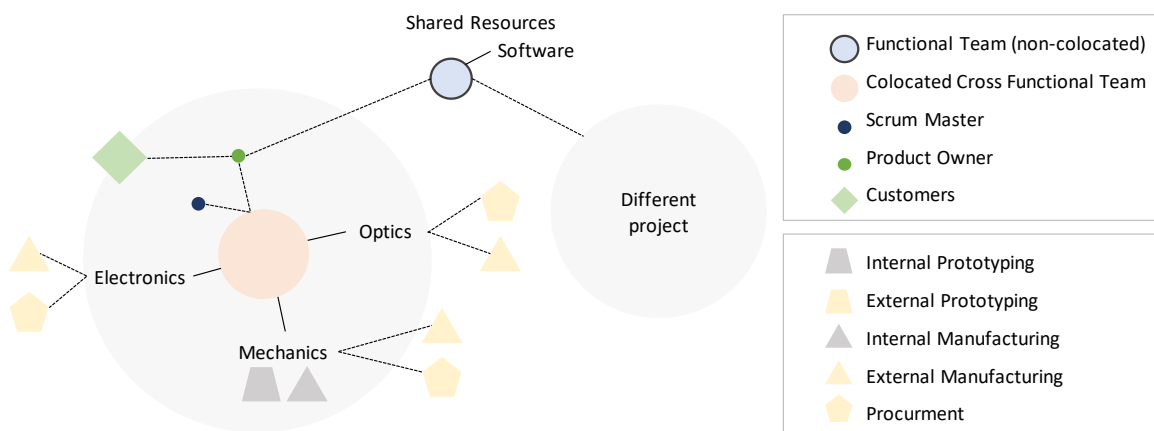 Shared Resources
Software
Different
project
Optics
Electronics
Mechanics
Functional Team (non-colocated)
Colocated Cross Functional Team
Scrum Master
Product Owner
Customers
Internal Prototyping
External Prototyping
Internal Manufacturing
External Manufacturing
Procurment